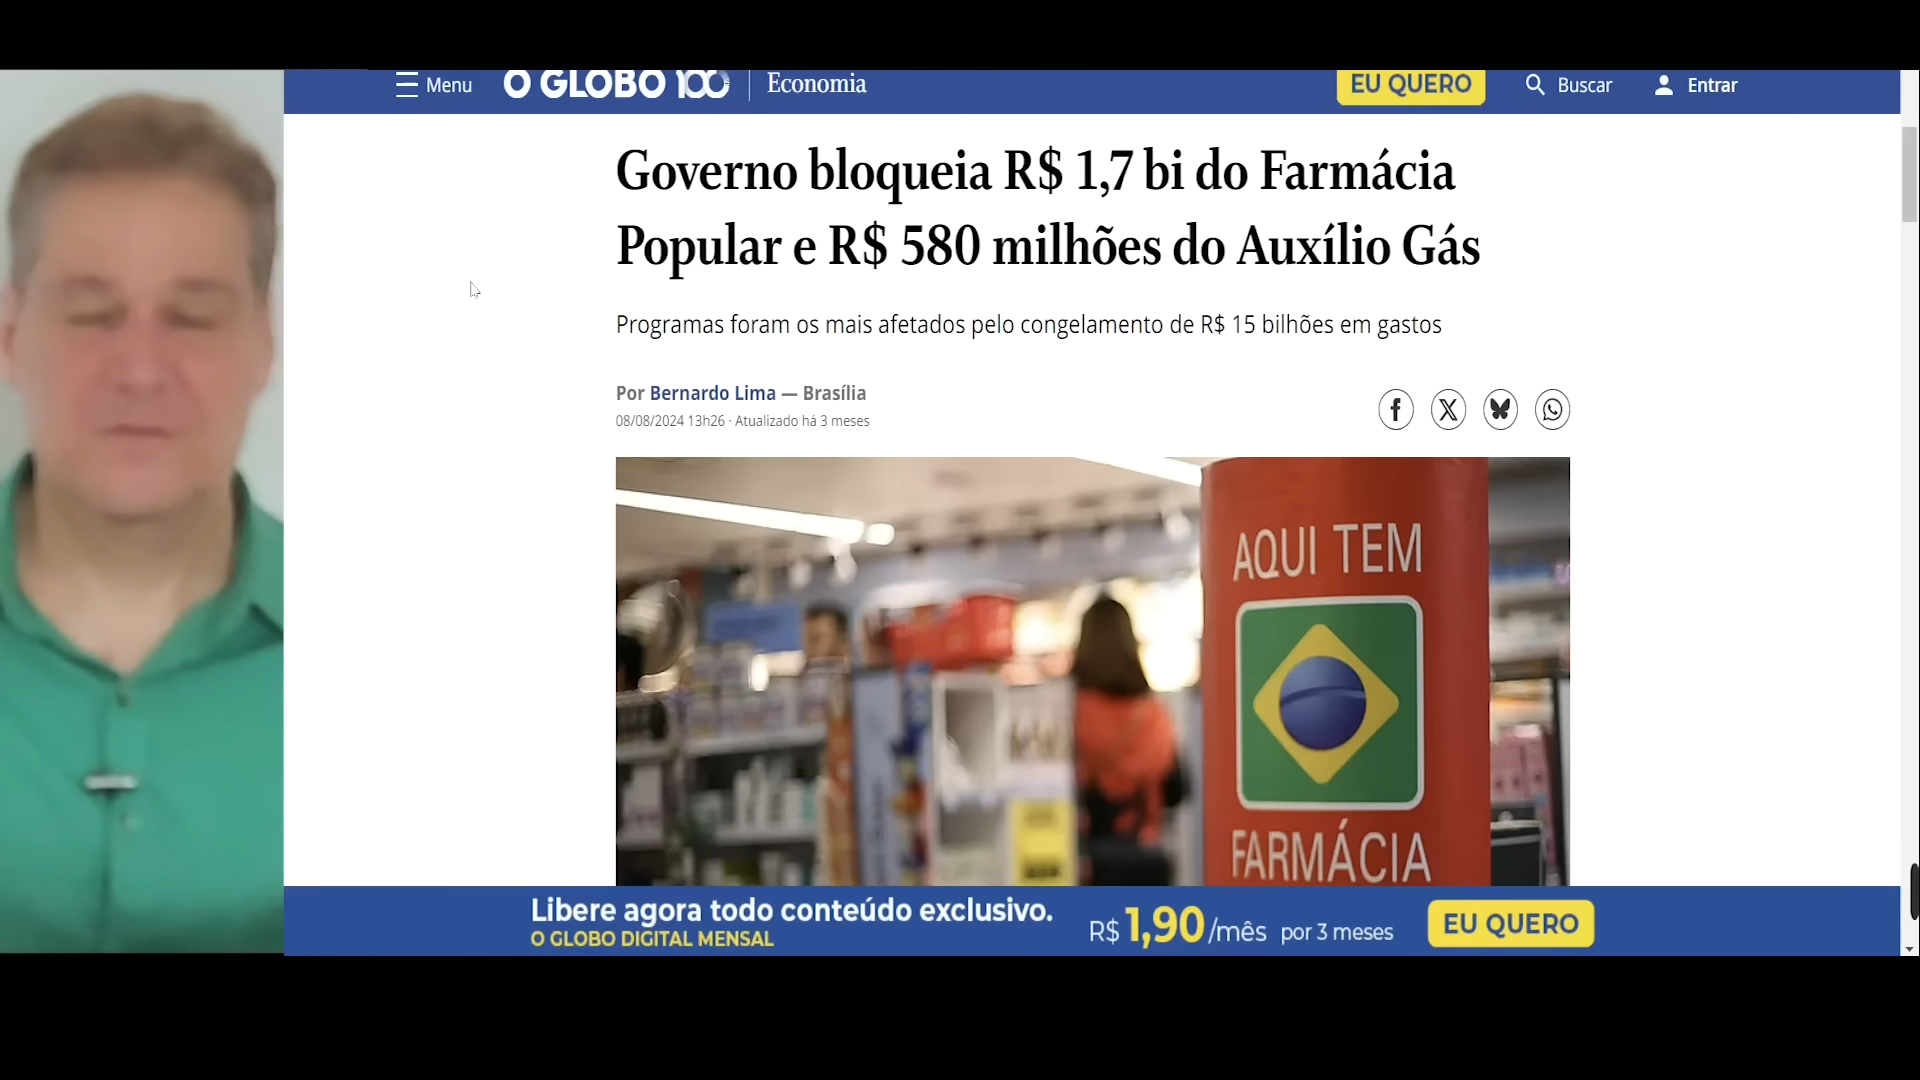 Menu
O GLOBO 100
Economia
EU QUERO
Buscar
Entrar
Governo bloqueia R$ 1,7 bi do Farmácia
Popular e R$ 580 milhões do Auxílio Gás
Programas foram os mais afetados pelo congelamento de R$ 15 bilhões em gastos
Por Bernardo Lima — Brasília
08/08/2024 13h26 · Atualizado há 3 meses
AQUI TEM
FARMÁCIA
Libere agora todo conteúdo exclusivo.
O GLOBO DIGITAL MENSAL
R$ 1,90/mês por 3 meses
EU QUERO